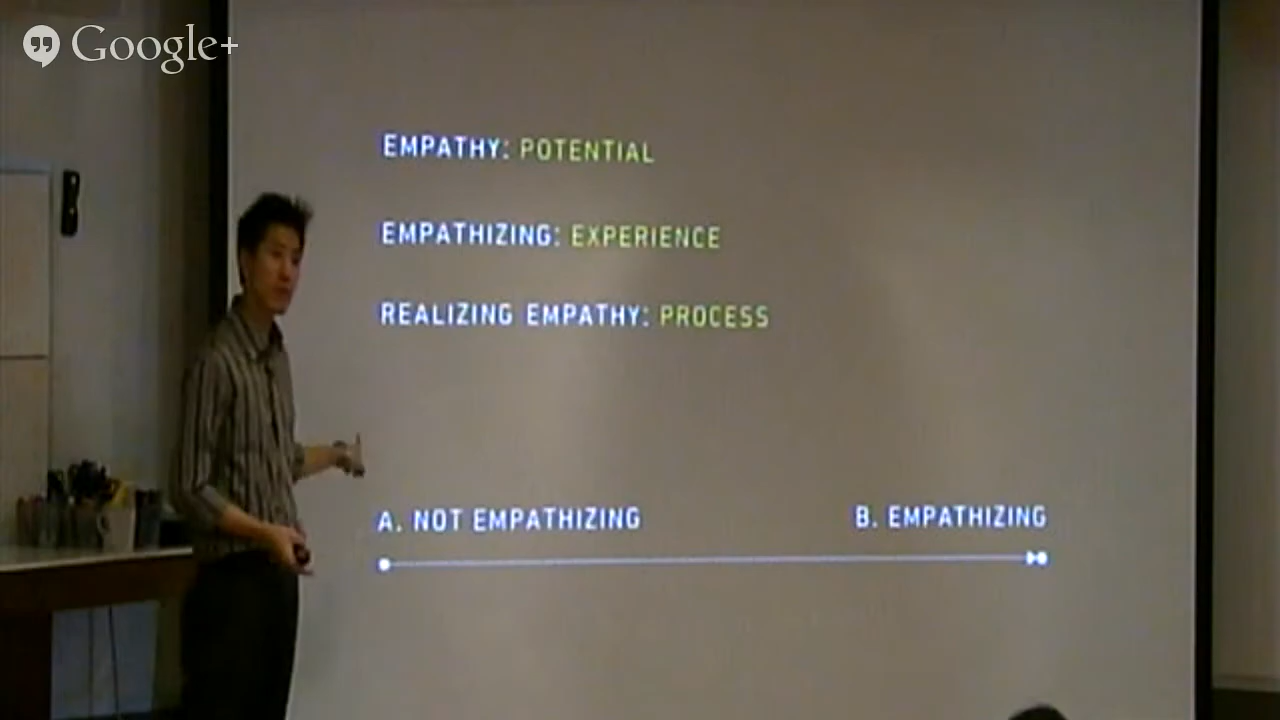 Google+
EMPATHY: POTENTIAL
EMPATHIZING: EXPERIENCE
REALIZING EMPATHY: PROCESS
A. NOT EMPATHIZING
B. EMPATHIZING